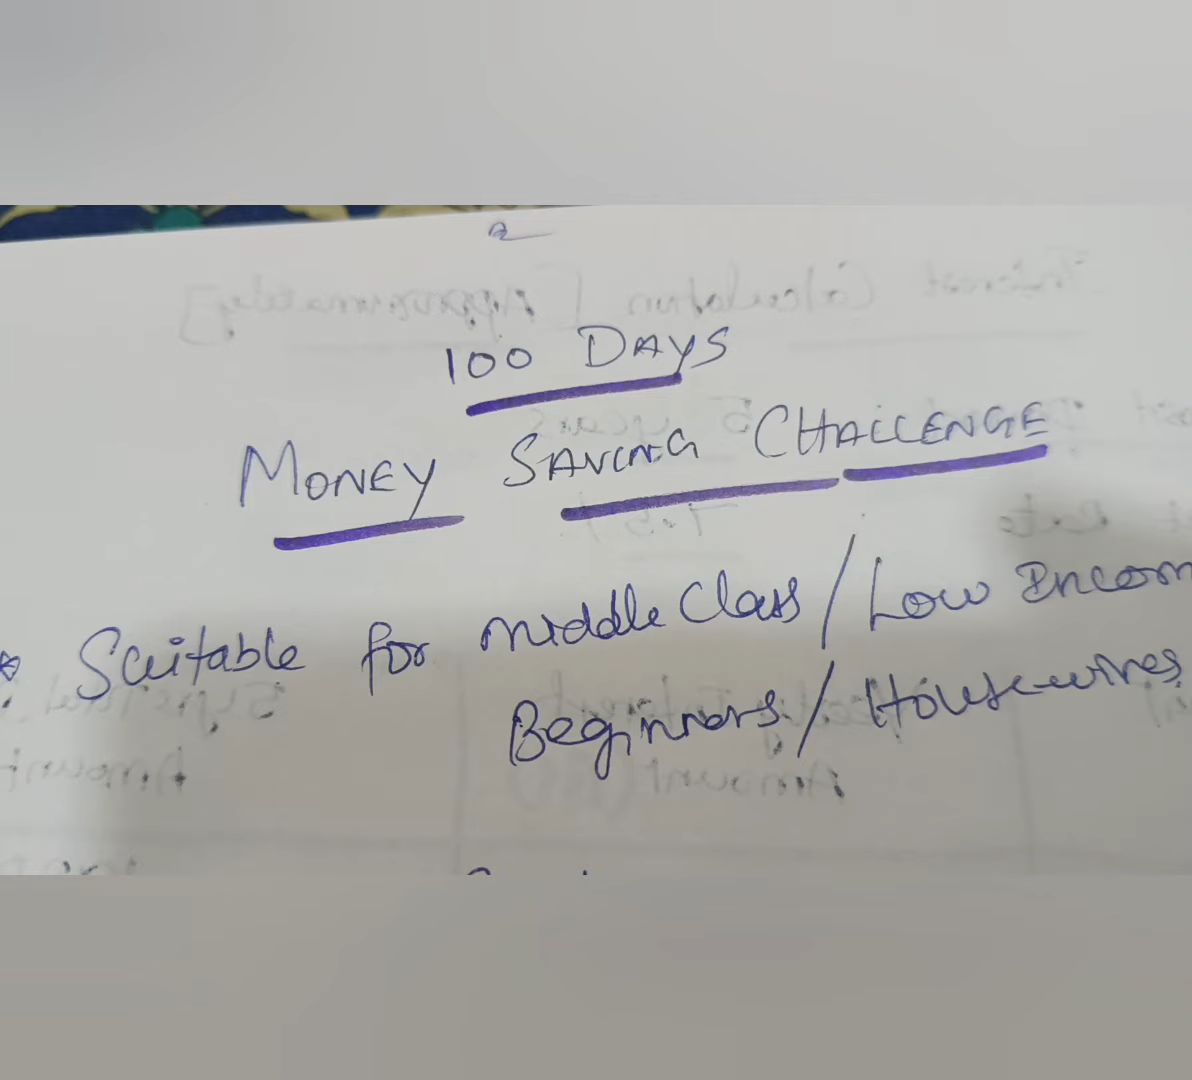 100 DAYS
MONEY SAVING CHALLENGE
Suitable for middle Class / Low Incom
Beginners / Housewives